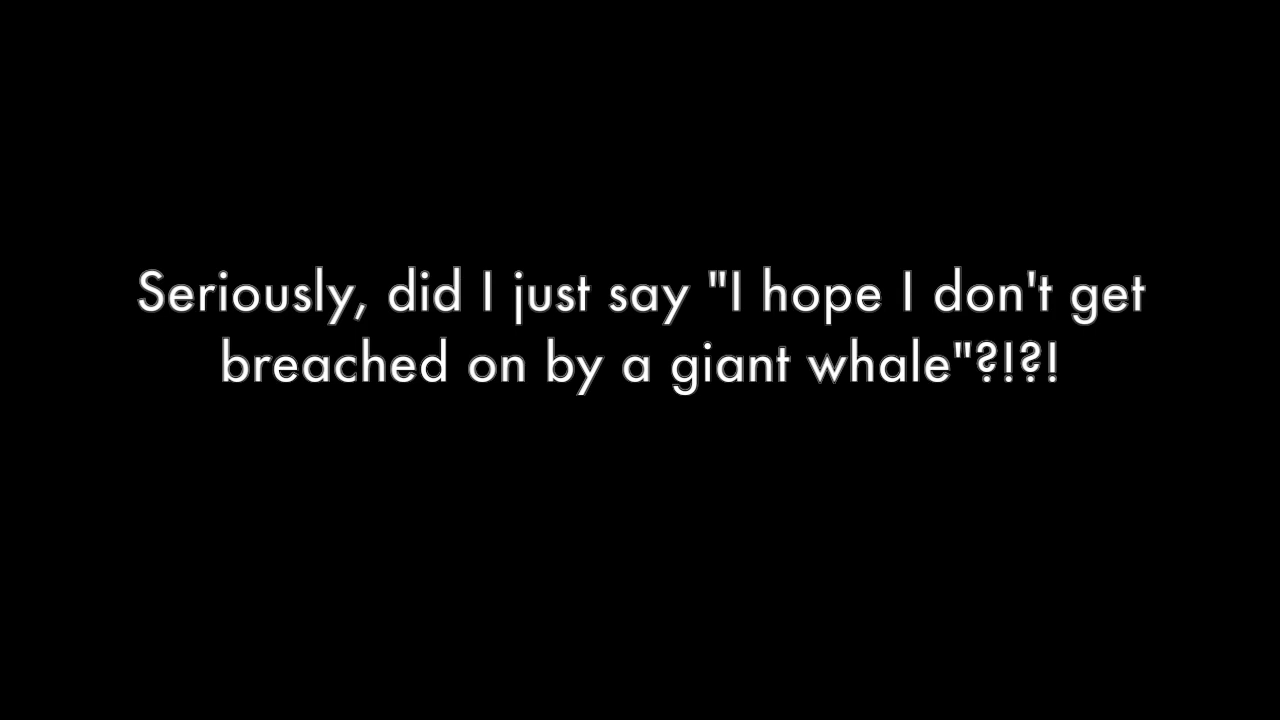 Seriously, did I just say "I hope I don't get
breached on by a giant whale"?!?!